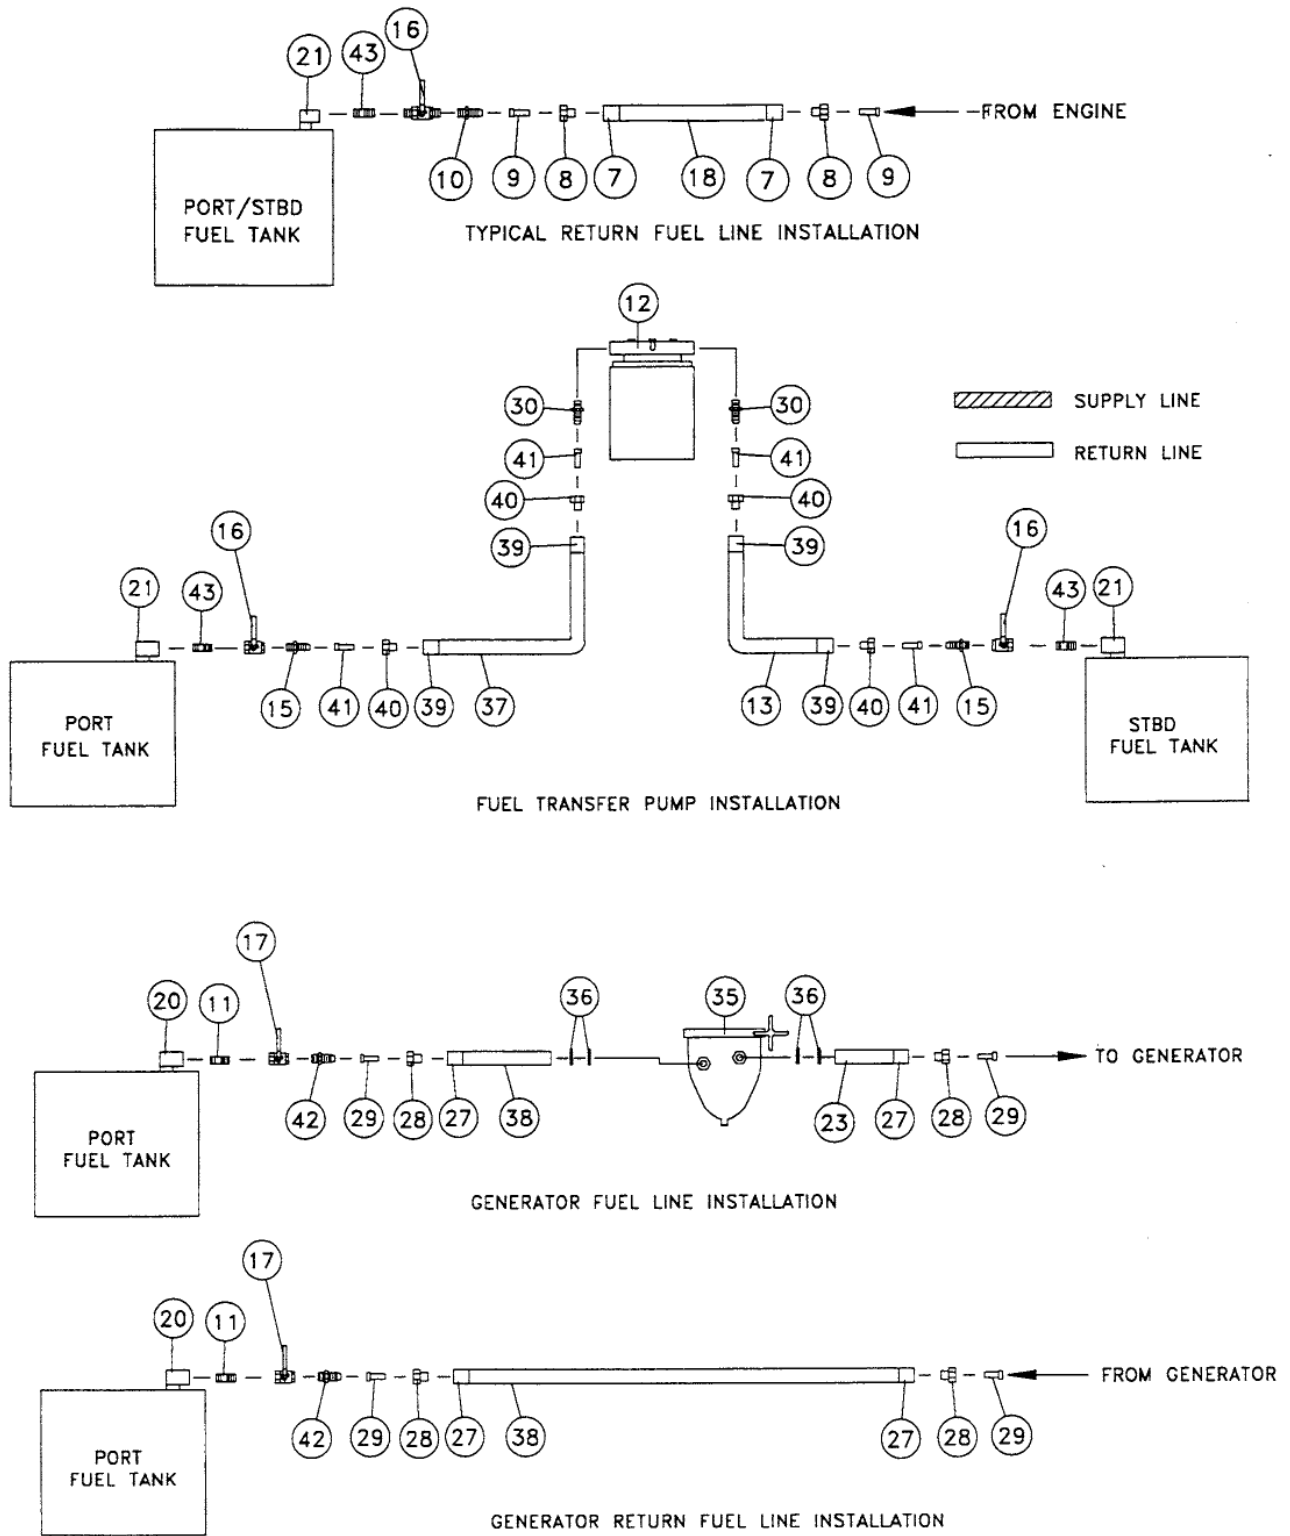 21 43 16
FROM ENGINE
10 9 8 7 18 7 8 9
PORT/STBD
FUEL TANK
TYPICAL RETURN FUEL LINE INSTALLATION
12
30 30
SUPPLY LINE
41 41
RETURN LINE
40 40
39 39
16 16
21 43 43 21
15 41 40 39 37 13 39 40 41 15
PORT
FUEL TANK
STBD
FUEL TANK
FUEL TRANSFER PUMP INSTALLATION
17
20 11 36 35 36
TO GENERATOR
42 29 28 27 38 23 27 28 29
PORT
FUEL TANK
GENERATOR FUEL LINE INSTALLATION
17
20 11
FROM GENERATOR
42 29 28 27 38 27 28 29
PORT
FUEL TANK
GENERATOR RETURN FUEL LINE INSTALLATION